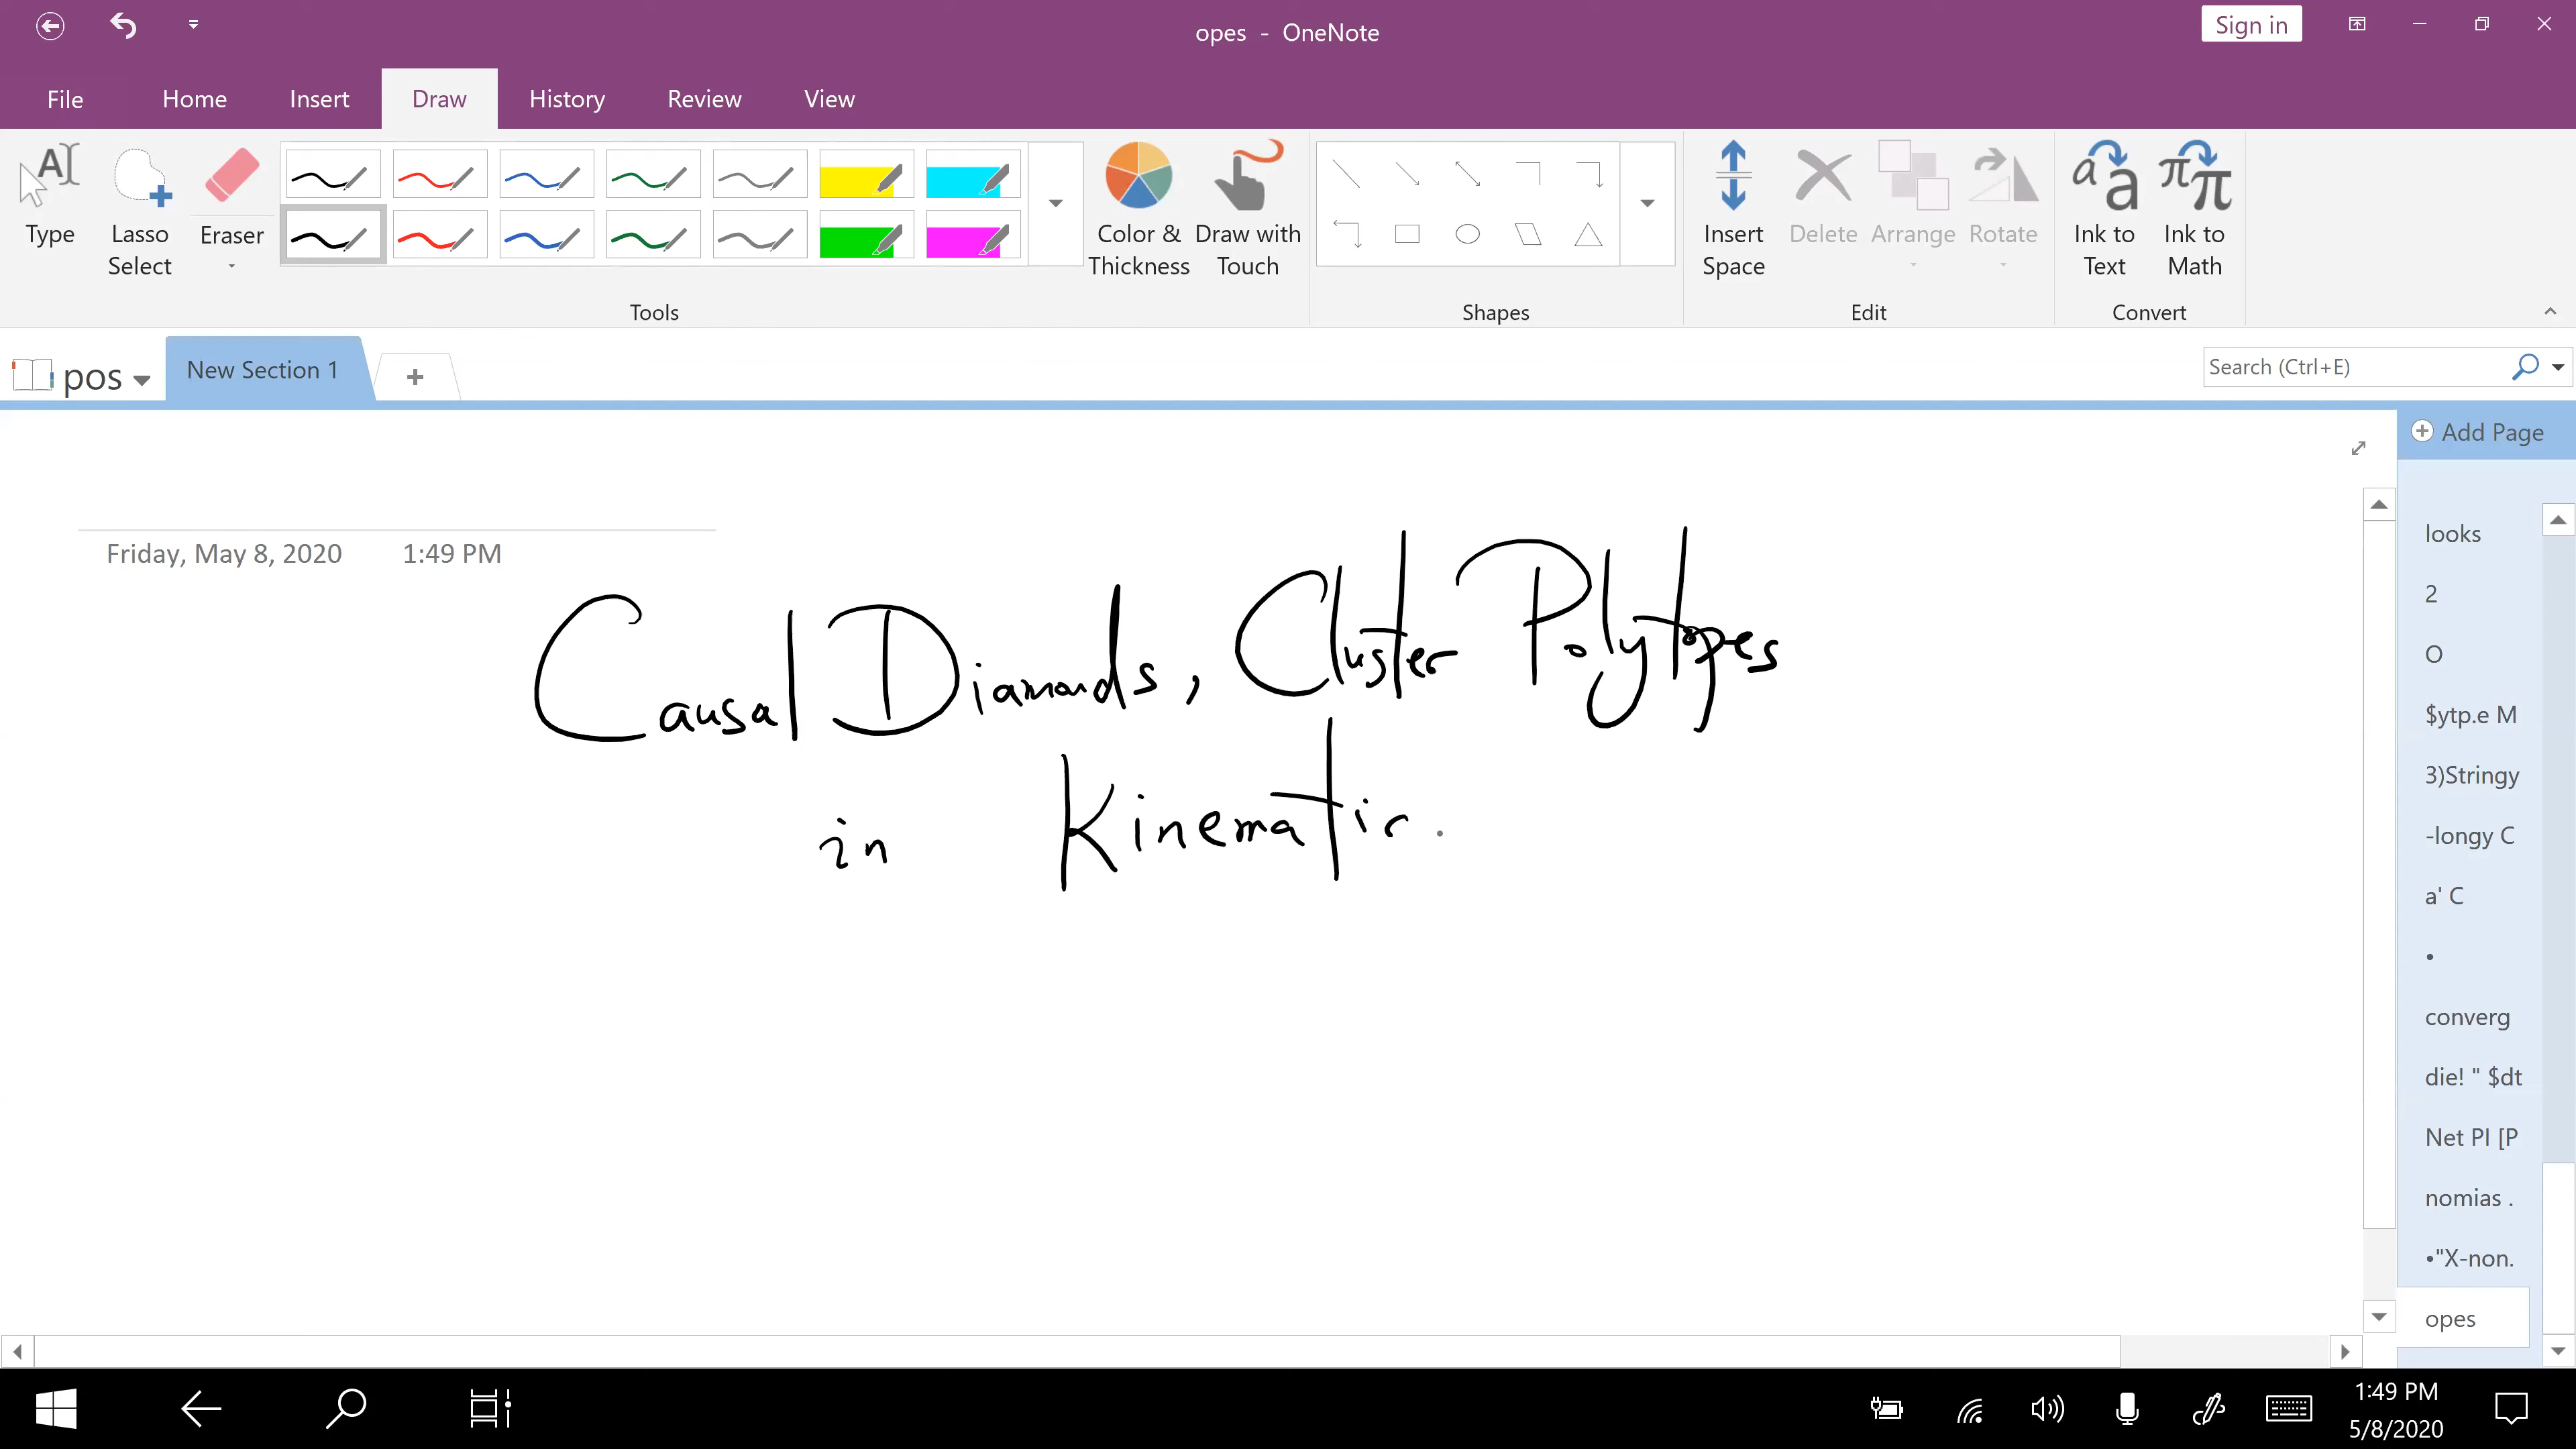 opes - OneNote
Sign in
File Home Insert Draw History Review View
Type
Lasso Select
Eraser
Color & Thickness
Draw with Touch
Insert Space
Delete
Arrange
Rotate
Ink to Text
Ink to Math
Tools Shapes Edit Convert
pos New Section 1 +
Search (Ctrl+E)
Add Page
Friday, May 8, 2020 1:49 PM
Causal Diamonds, Cluster Polytopes
in Kinematic
looks
2
O
$ytp.e M
3)Stringy
-longy C
a' C
•
converg
die! " $dt
Net PI [P
nomias .
•"X-non.
opes
1:49 PM
5/8/2020